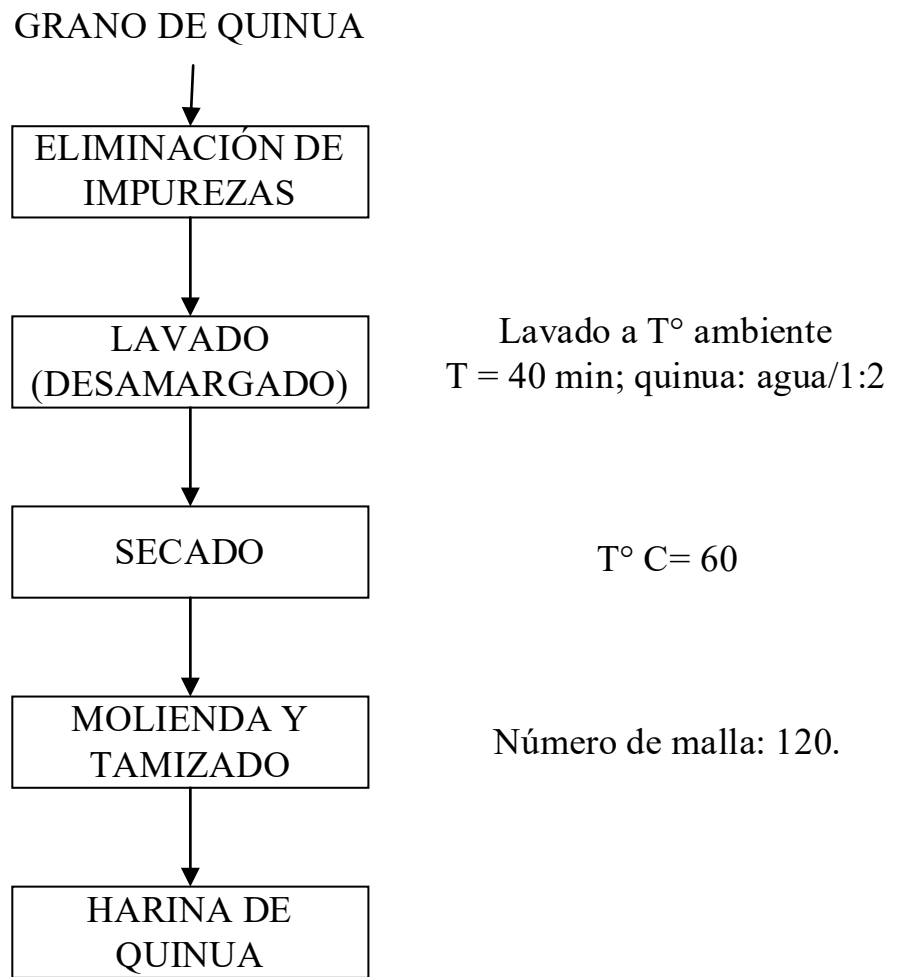 GRANO DE QUINUA
ELIMINACIÓN DE
IMPUREZAS
LAVADO
(DESAMARGADO)
Lavado a T° ambiente
T = 40 min; quinua: agua/1:2
SECADO
T° C= 60
MOLIENDA Y
TAMIZADO
Número de malla: 120.
HARINA DE
QUINUA